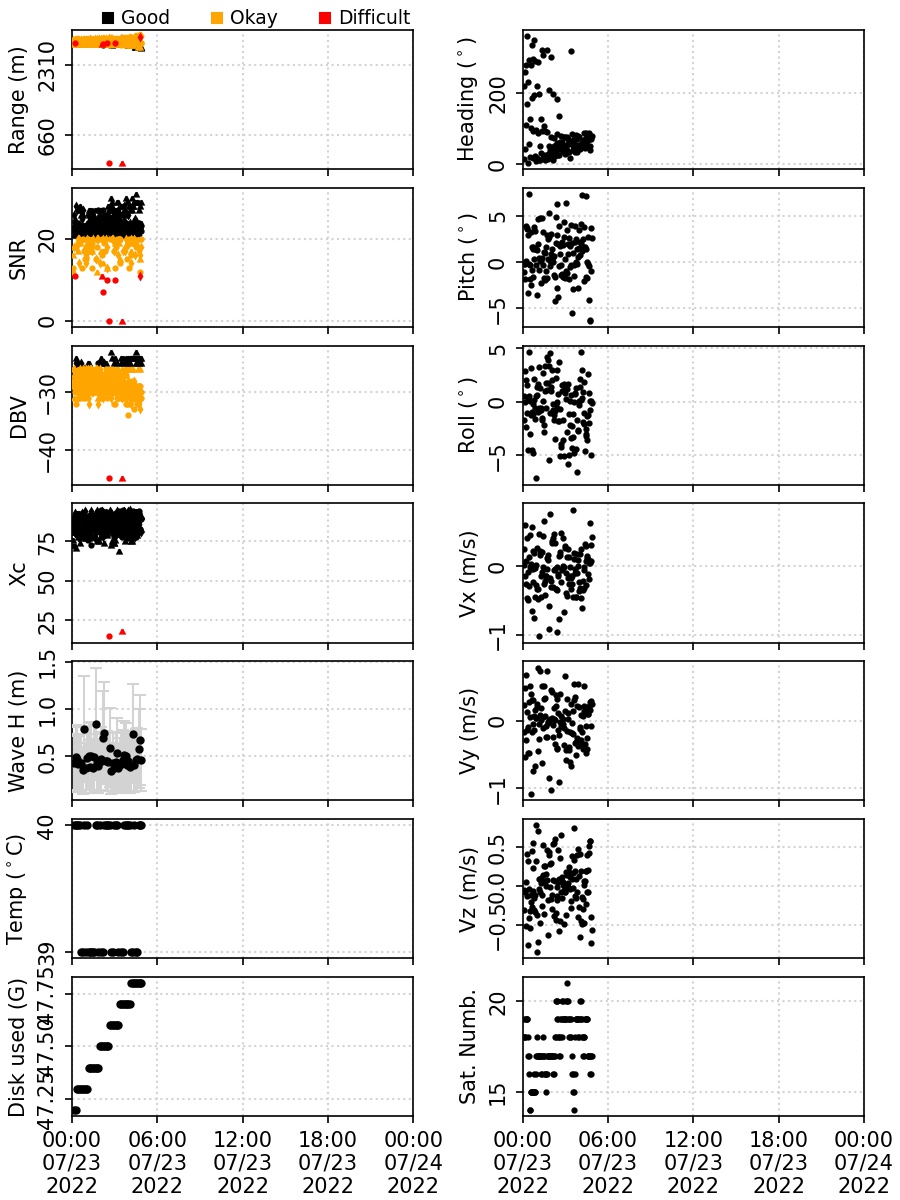 Good Okay Difficult
Range (m)
2310
660
Heading (°)
200
0
SNR
20
0
Pitch (°)
5
0
−5
DBV
−30
−40
Roll (°)
5
0
−5
Xc
75
50
25
Vx (m/s)
0
−1
Wave H (m)
1.5
1.0
0.5
Vy (m/s)
0
−1
Temp (°C)
40
39
Vz (m/s)
0.5
0.0
−0.5
Disk used (G)
47.75
47.50
47.25
Sat. Numb.
20
15
00:00 06:00 12:00 18:00 00:00
07/23 07/23 07/23 07/23 07/24
2022 2022 2022 2022 2022
00:00 06:00 12:00 18:00 00:00
07/23 07/23 07/23 07/23 07/24
2022 2022 2022 2022 2022